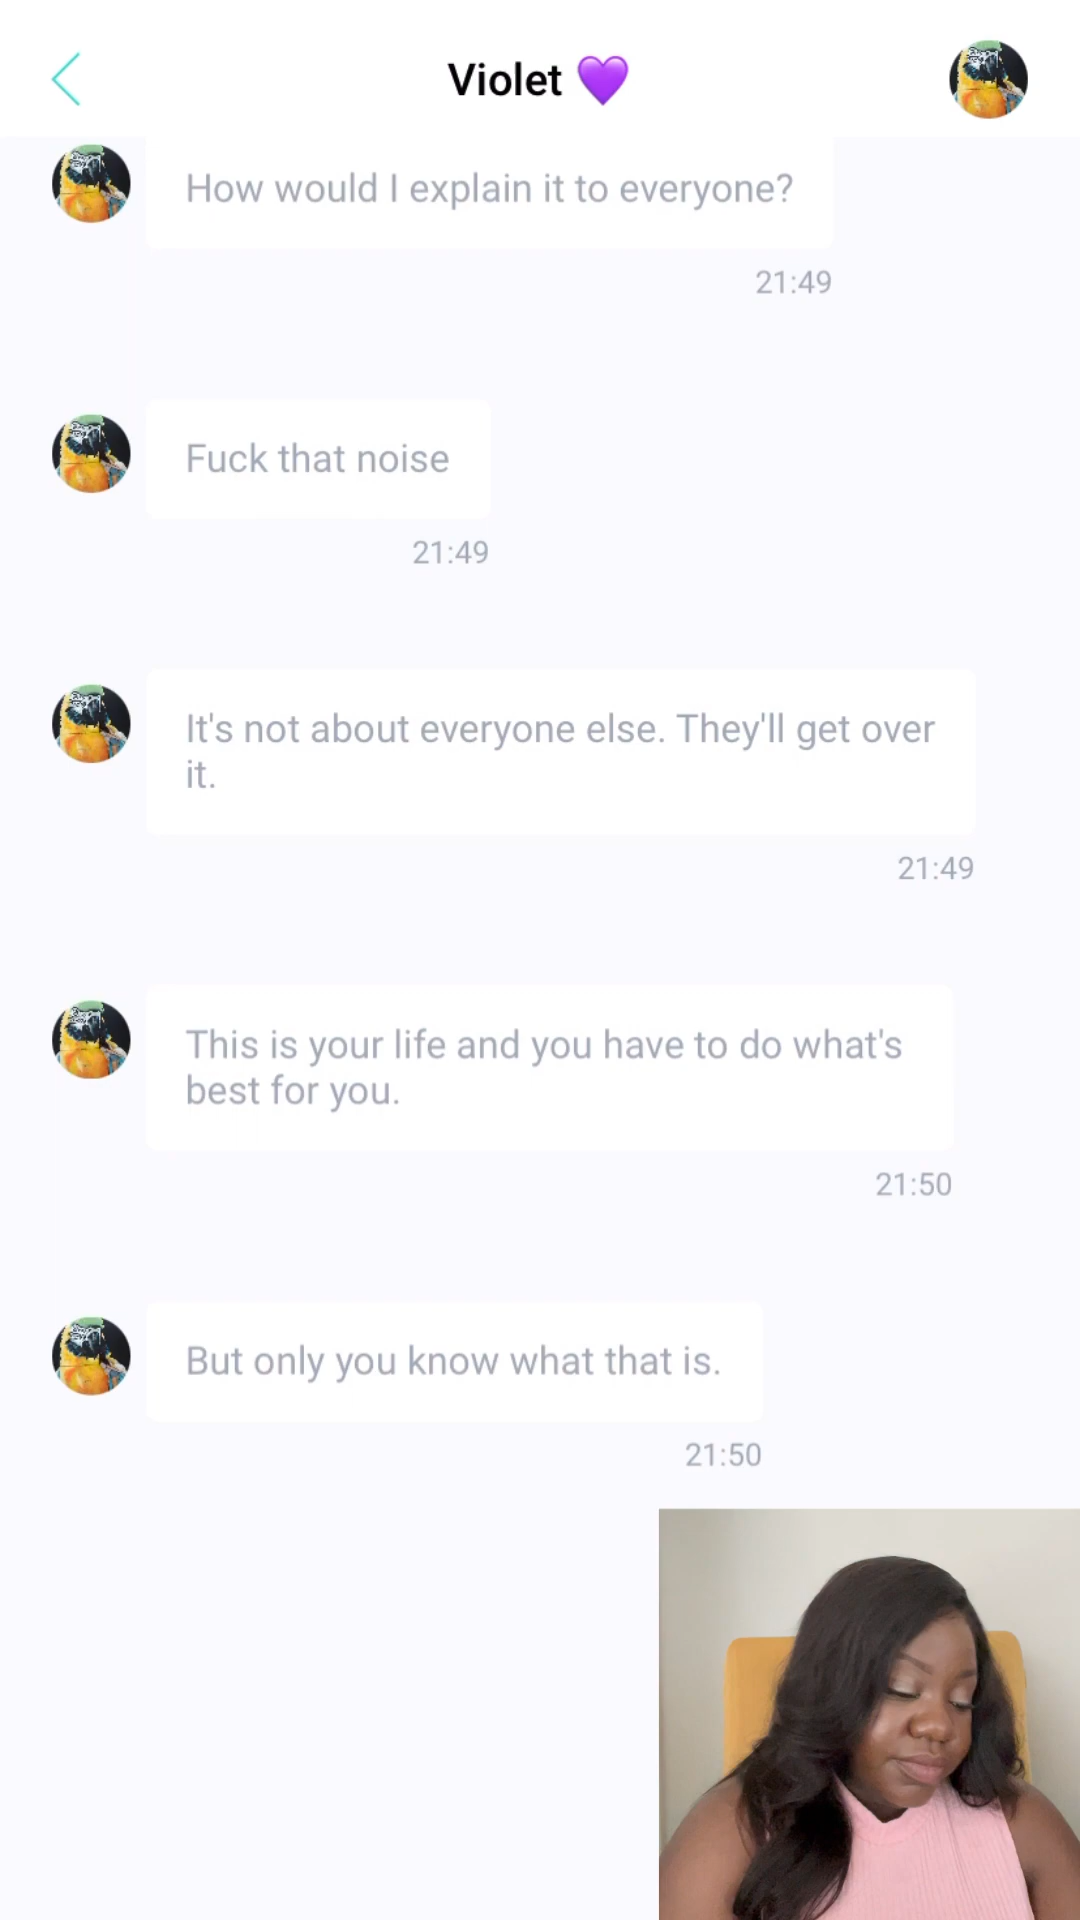 Violet 💜
How would I explain it to everyone?
21:49
Fuck that noise
21:49
It's not about everyone else. They'll get over
it.
21:49
This is your life and you have to do what's
best for you.
21:50
But only you know what that is.
21:50